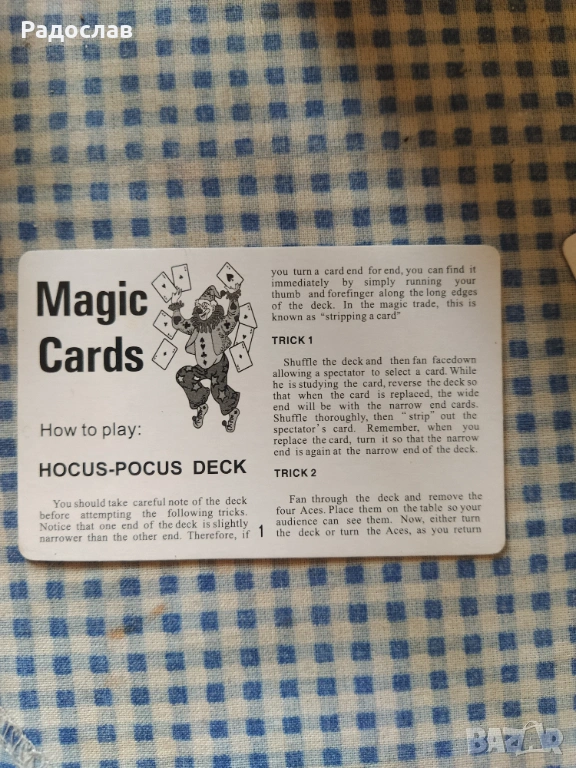 Радослав
Magic
Cards
How to play:
HOCUS-POCUS DECK
You should take careful note of the deck
before attempting the following tricks.
Notice that one end of the deck is slightly
narrower than the other end. Therefore, if
1
you turn a card end for end, you can find it
immediately by simply running your
thumb and forefinger along the long edges
of the deck. In the magic trade, this is
known as "stripping a card"
TRICK 1
Shuffle the deck and then fan facedown
allowing a spectator to select a card. While
he is studying the card, reverse the deck so
that when the card is replaced, the wide
end will be with the narrow end cards.
Shuffle thoroughly, then "strip" out the
spectator's card. Remember, when you
replace the card, turn it so that the narrow
end is again at the narrow end of the deck.
TRICK 2
Fan through the deck and remove the
four Aces. Place them on the table so your
audience can see them. Now, either turn
the deck or turn the Aces, as you return
BAZAR